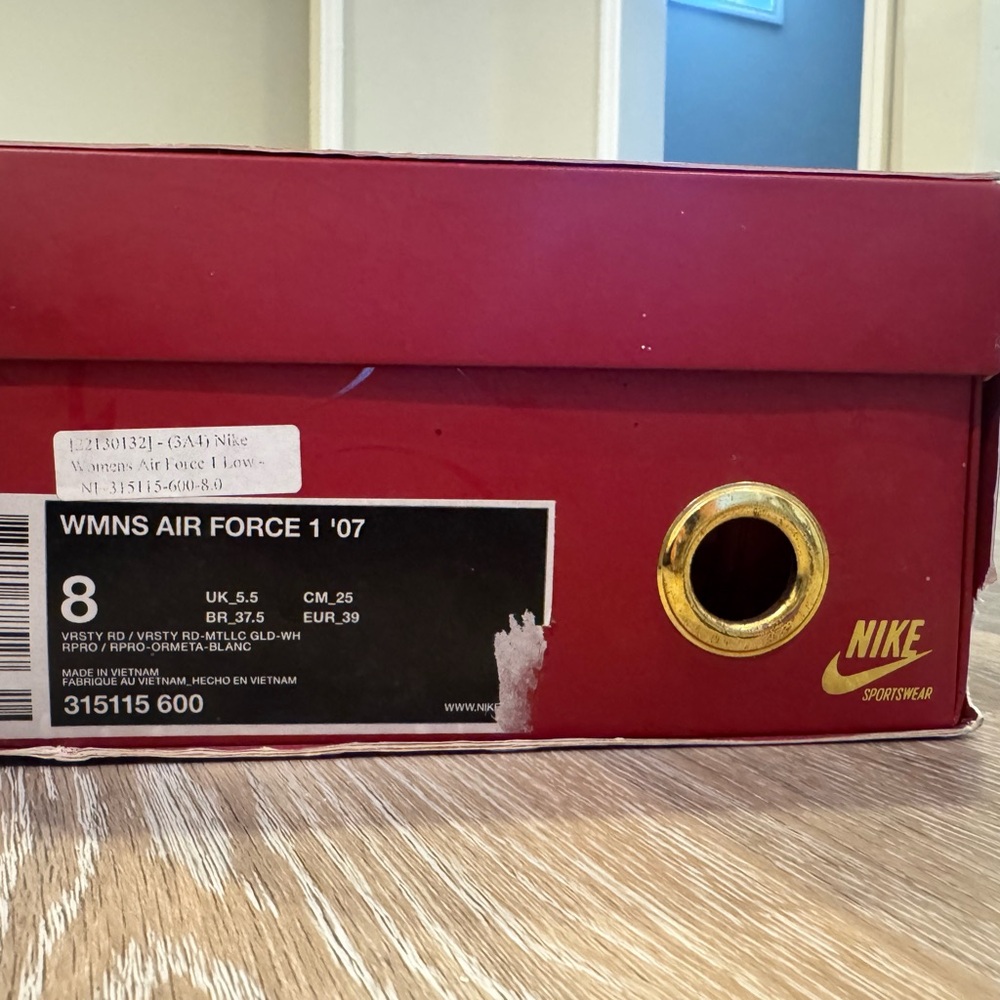 [22130132] - (3A4) Nike
Womens Air Force 1 Low -
NI-315115-600-8.0
WMNS AIR FORCE 1 '07
8
UK_5.5 CM_25
BR_37.5 EUR_39
VRSTY RD / VRSTY RD-MTLLC GLD-WH
RPRO / RPRO-ORMETA-BLANC
MADE IN VIETNAM
FABRIQUE AU VIETNAM_HECHO EN VIETNAM
315115 600
WWW.NIKE
NIKE
SPORTSWEAR